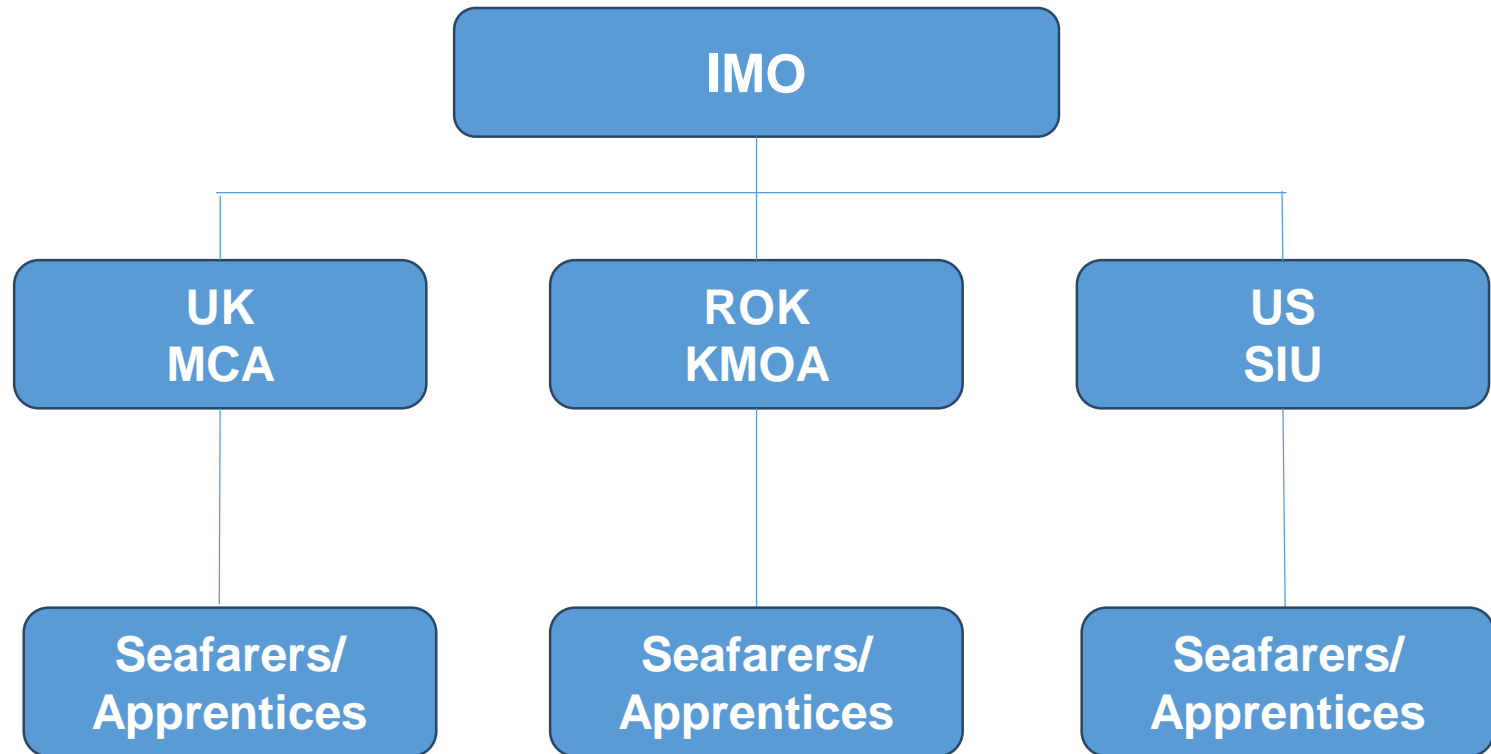 IMO
UK
MCA
ROK
KMOA
US
SIU
Seafarers/
Apprentices
Seafarers/
Apprentices
Seafarers/
Apprentices